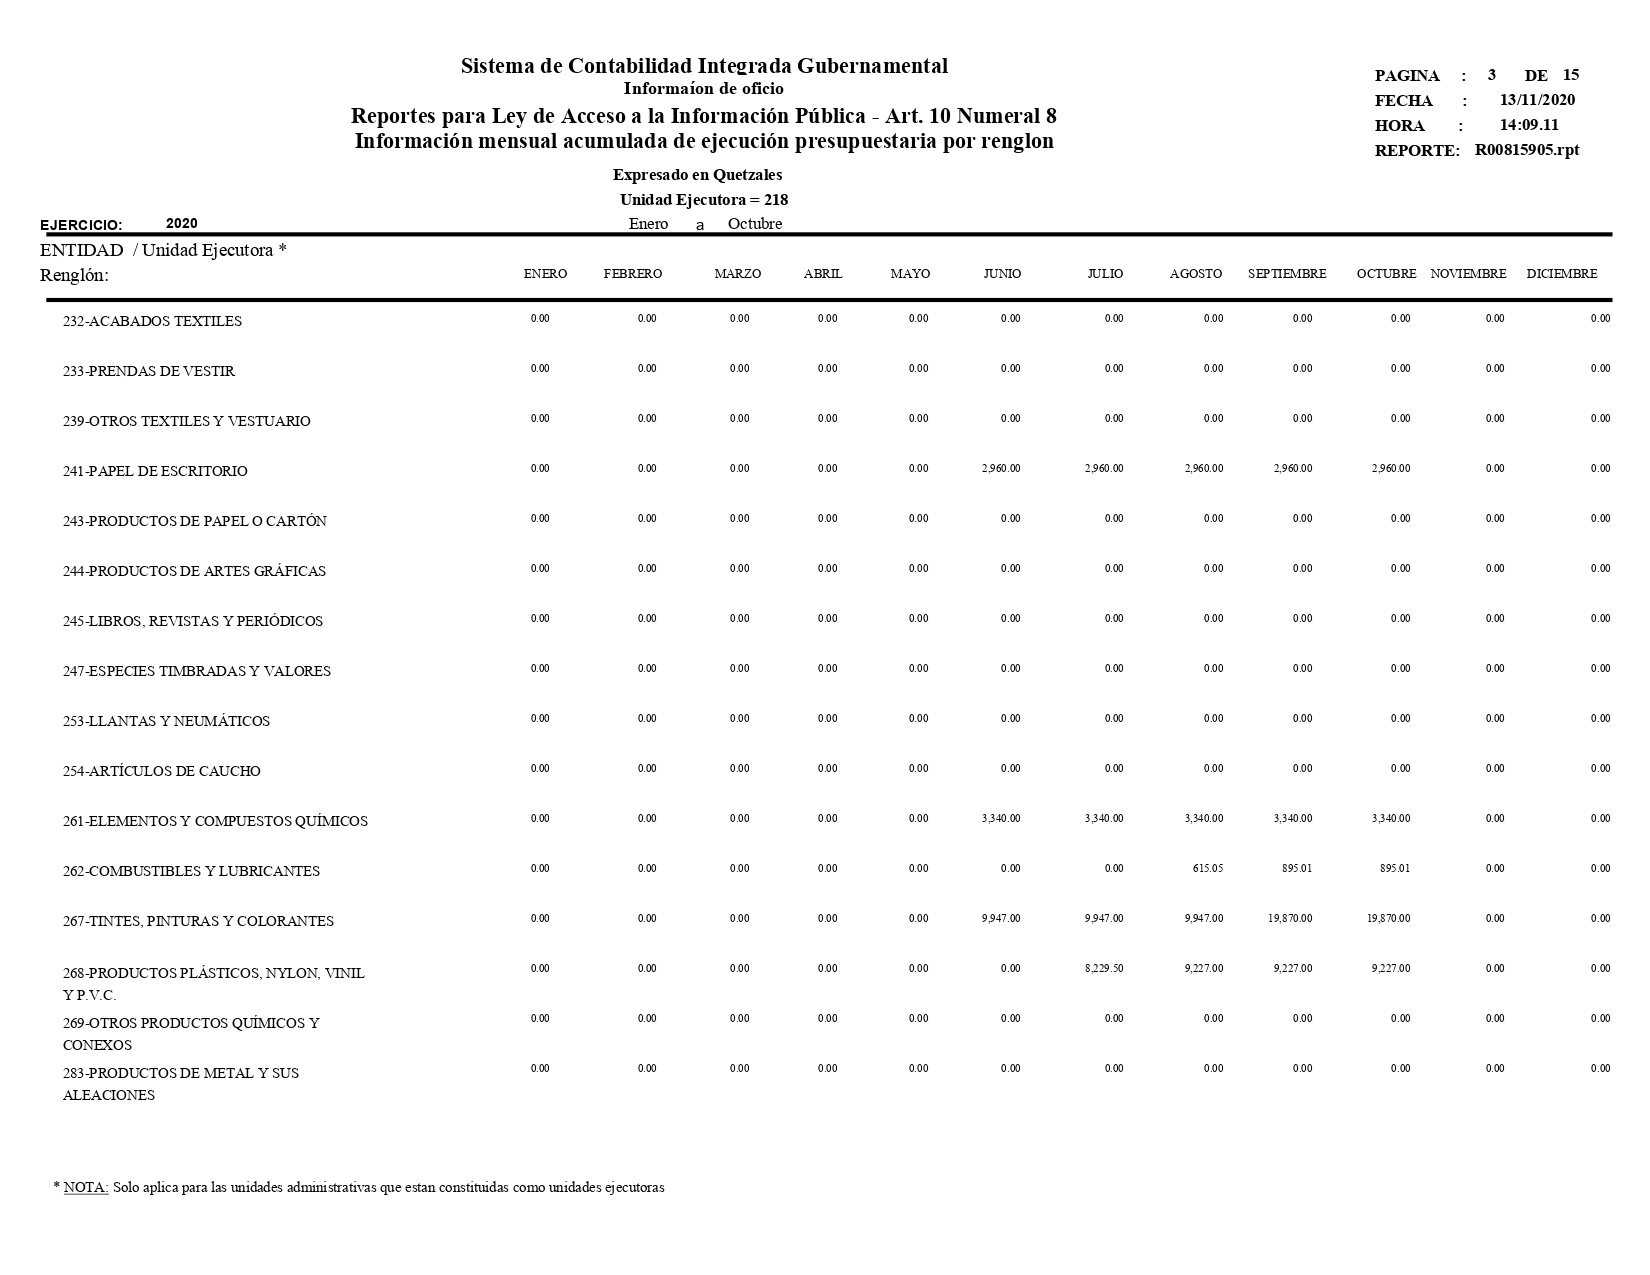 Sistema de Contabilidad Integrada Gubernamental
Informaíon de oficio
Reportes para Ley de Acceso a la Información Pública - Art. 10 Numeral 8
Información mensual acumulada de ejecución presupuestaria por renglon
PAGINA : 3 DE 15
FECHA : 13/11/2020
HORA : 14:09.11
REPORTE: R00815905.rpt
Expresado en Quetzales
Unidad Ejecutora = 218
EJERCICIO: 2020 Enero a Octubre
ENTIDAD / Unidad Ejecutora *
Renglón: ENERO FEBRERO MARZO ABRIL MAYO JUNIO JULIO AGOSTO SEPTIEMBRE OCTUBRE NOVIEMBRE DICIEMBRE
232-ACABADOS TEXTILES 0.00 0.00 0.00 0.00 0.00 0.00 0.00 0.00 0.00 0.00 0.00 0.00
233-PRENDAS DE VESTIR 0.00 0.00 0.00 0.00 0.00 0.00 0.00 0.00 0.00 0.00 0.00 0.00
239-OTROS TEXTILES Y VESTUARIO 0.00 0.00 0.00 0.00 0.00 0.00 0.00 0.00 0.00 0.00 0.00 0.00
241-PAPEL DE ESCRITORIO 0.00 0.00 0.00 0.00 0.00 2,960.00 2,960.00 2,960.00 2,960.00 2,960.00 0.00 0.00
243-PRODUCTOS DE PAPEL O CARTÓN 0.00 0.00 0.00 0.00 0.00 0.00 0.00 0.00 0.00 0.00 0.00 0.00
244-PRODUCTOS DE ARTES GRÁFICAS 0.00 0.00 0.00 0.00 0.00 0.00 0.00 0.00 0.00 0.00 0.00 0.00
245-LIBROS, REVISTAS Y PERIÓDICOS 0.00 0.00 0.00 0.00 0.00 0.00 0.00 0.00 0.00 0.00 0.00 0.00
247-ESPECIES TIMBRADAS Y VALORES 0.00 0.00 0.00 0.00 0.00 0.00 0.00 0.00 0.00 0.00 0.00 0.00
253-LLANTAS Y NEUMÁTICOS 0.00 0.00 0.00 0.00 0.00 0.00 0.00 0.00 0.00 0.00 0.00 0.00
254-ARTÍCULOS DE CAUCHO 0.00 0.00 0.00 0.00 0.00 0.00 0.00 0.00 0.00 0.00 0.00 0.00
261-ELEMENTOS Y COMPUESTOS QUÍMICOS 0.00 0.00 0.00 0.00 0.00 3,340.00 3,340.00 3,340.00 3,340.00 3,340.00 0.00 0.00
262-COMBUSTIBLES Y LUBRICANTES 0.00 0.00 0.00 0.00 0.00 0.00 0.00 615.05 895.01 895.01 0.00 0.00
267-TINTES, PINTURAS Y COLORANTES 0.00 0.00 0.00 0.00 0.00 9,947.00 9,947.00 9,947.00 19,870.00 19,870.00 0.00 0.00
268-PRODUCTOS PLÁSTICOS, NYLON, VINIL 0.00 0.00 0.00 0.00 0.00 0.00 8,229.50 9,227.00 9,227.00 9,227.00 0.00 0.00
Y P.V.C.
269-OTROS PRODUCTOS QUÍMICOS Y 0.00 0.00 0.00 0.00 0.00 0.00 0.00 0.00 0.00 0.00 0.00 0.00
CONEXOS
283-PRODUCTOS DE METAL Y SUS 0.00 0.00 0.00 0.00 0.00 0.00 0.00 0.00 0.00 0.00 0.00 0.00
ALEACIONES
* NOTA: Solo aplica para las unidades administrativas que estan constituidas como unidades ejecutoras